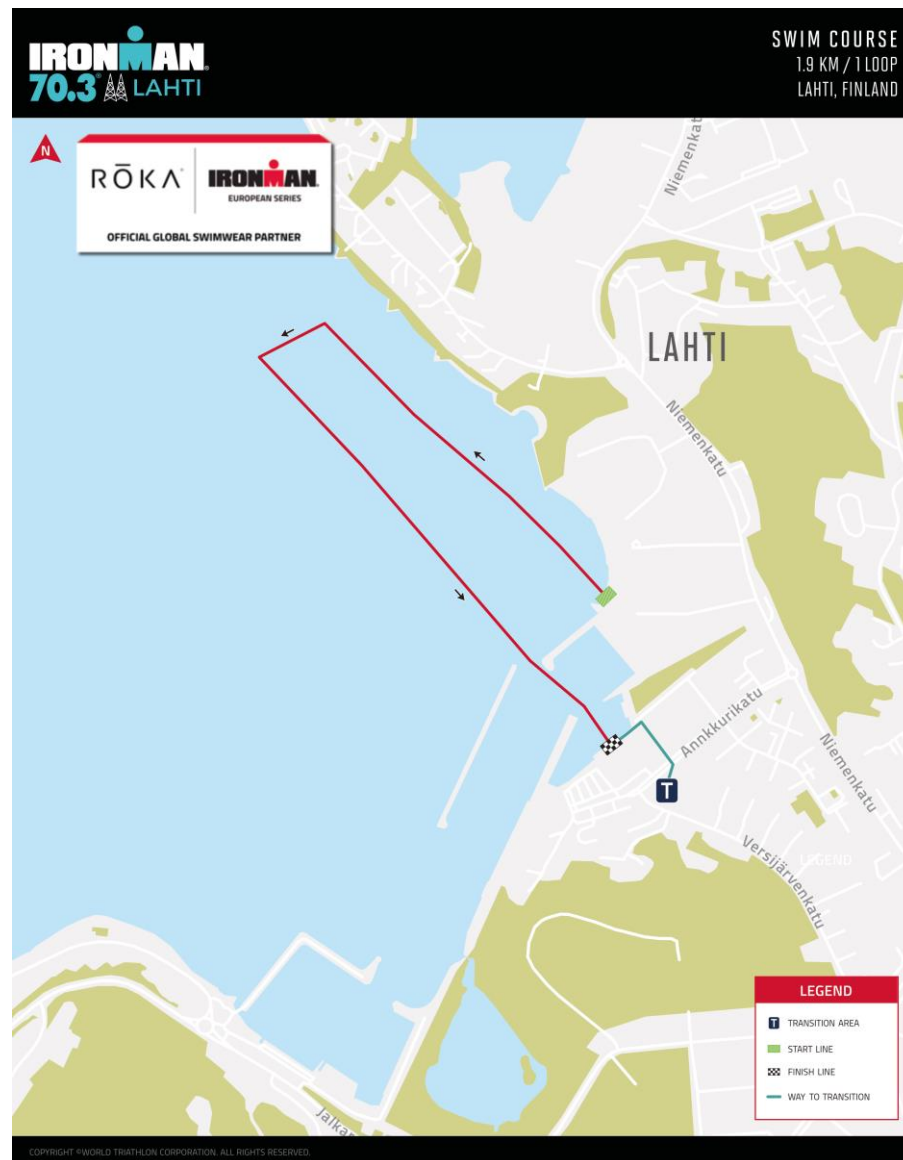 IRONMAN
70.3 LAHTI
SWIM COURSE
1.9 KM / 1 LOOP
LAHTI, FINLAND
N
RŌKA
IRONMAN
EUROPEAN SERIES
OFFICIAL GLOBAL SWIMWEAR PARTNER
Niemenkatu
LAHTI
Niemenkatu
Annkkurikatu
Niemenkatu
T
Versijärvenkatu
LEGEND
LEGEND
T TRANSITION AREA
START LINE
FINISH LINE
WAY TO TRANSITION
COPYRIGHT ©WORLD TRIATHLON CORPORATION. ALL RIGHTS RESERVED.